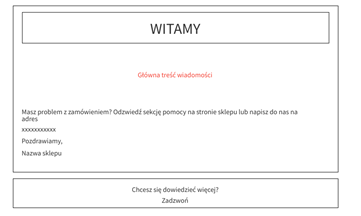 WITAMY
Główna treść wiadomości
Masz problem z zamówieniem? Odzwiedź sekcję pomocy na stronie sklepu lub napisz do nas na
adres
xxxxxxxxxxx
Pozdrawiamy,
Nazwa sklepu
Chcesz się dowiedzieć więcej?
Zadzwoń